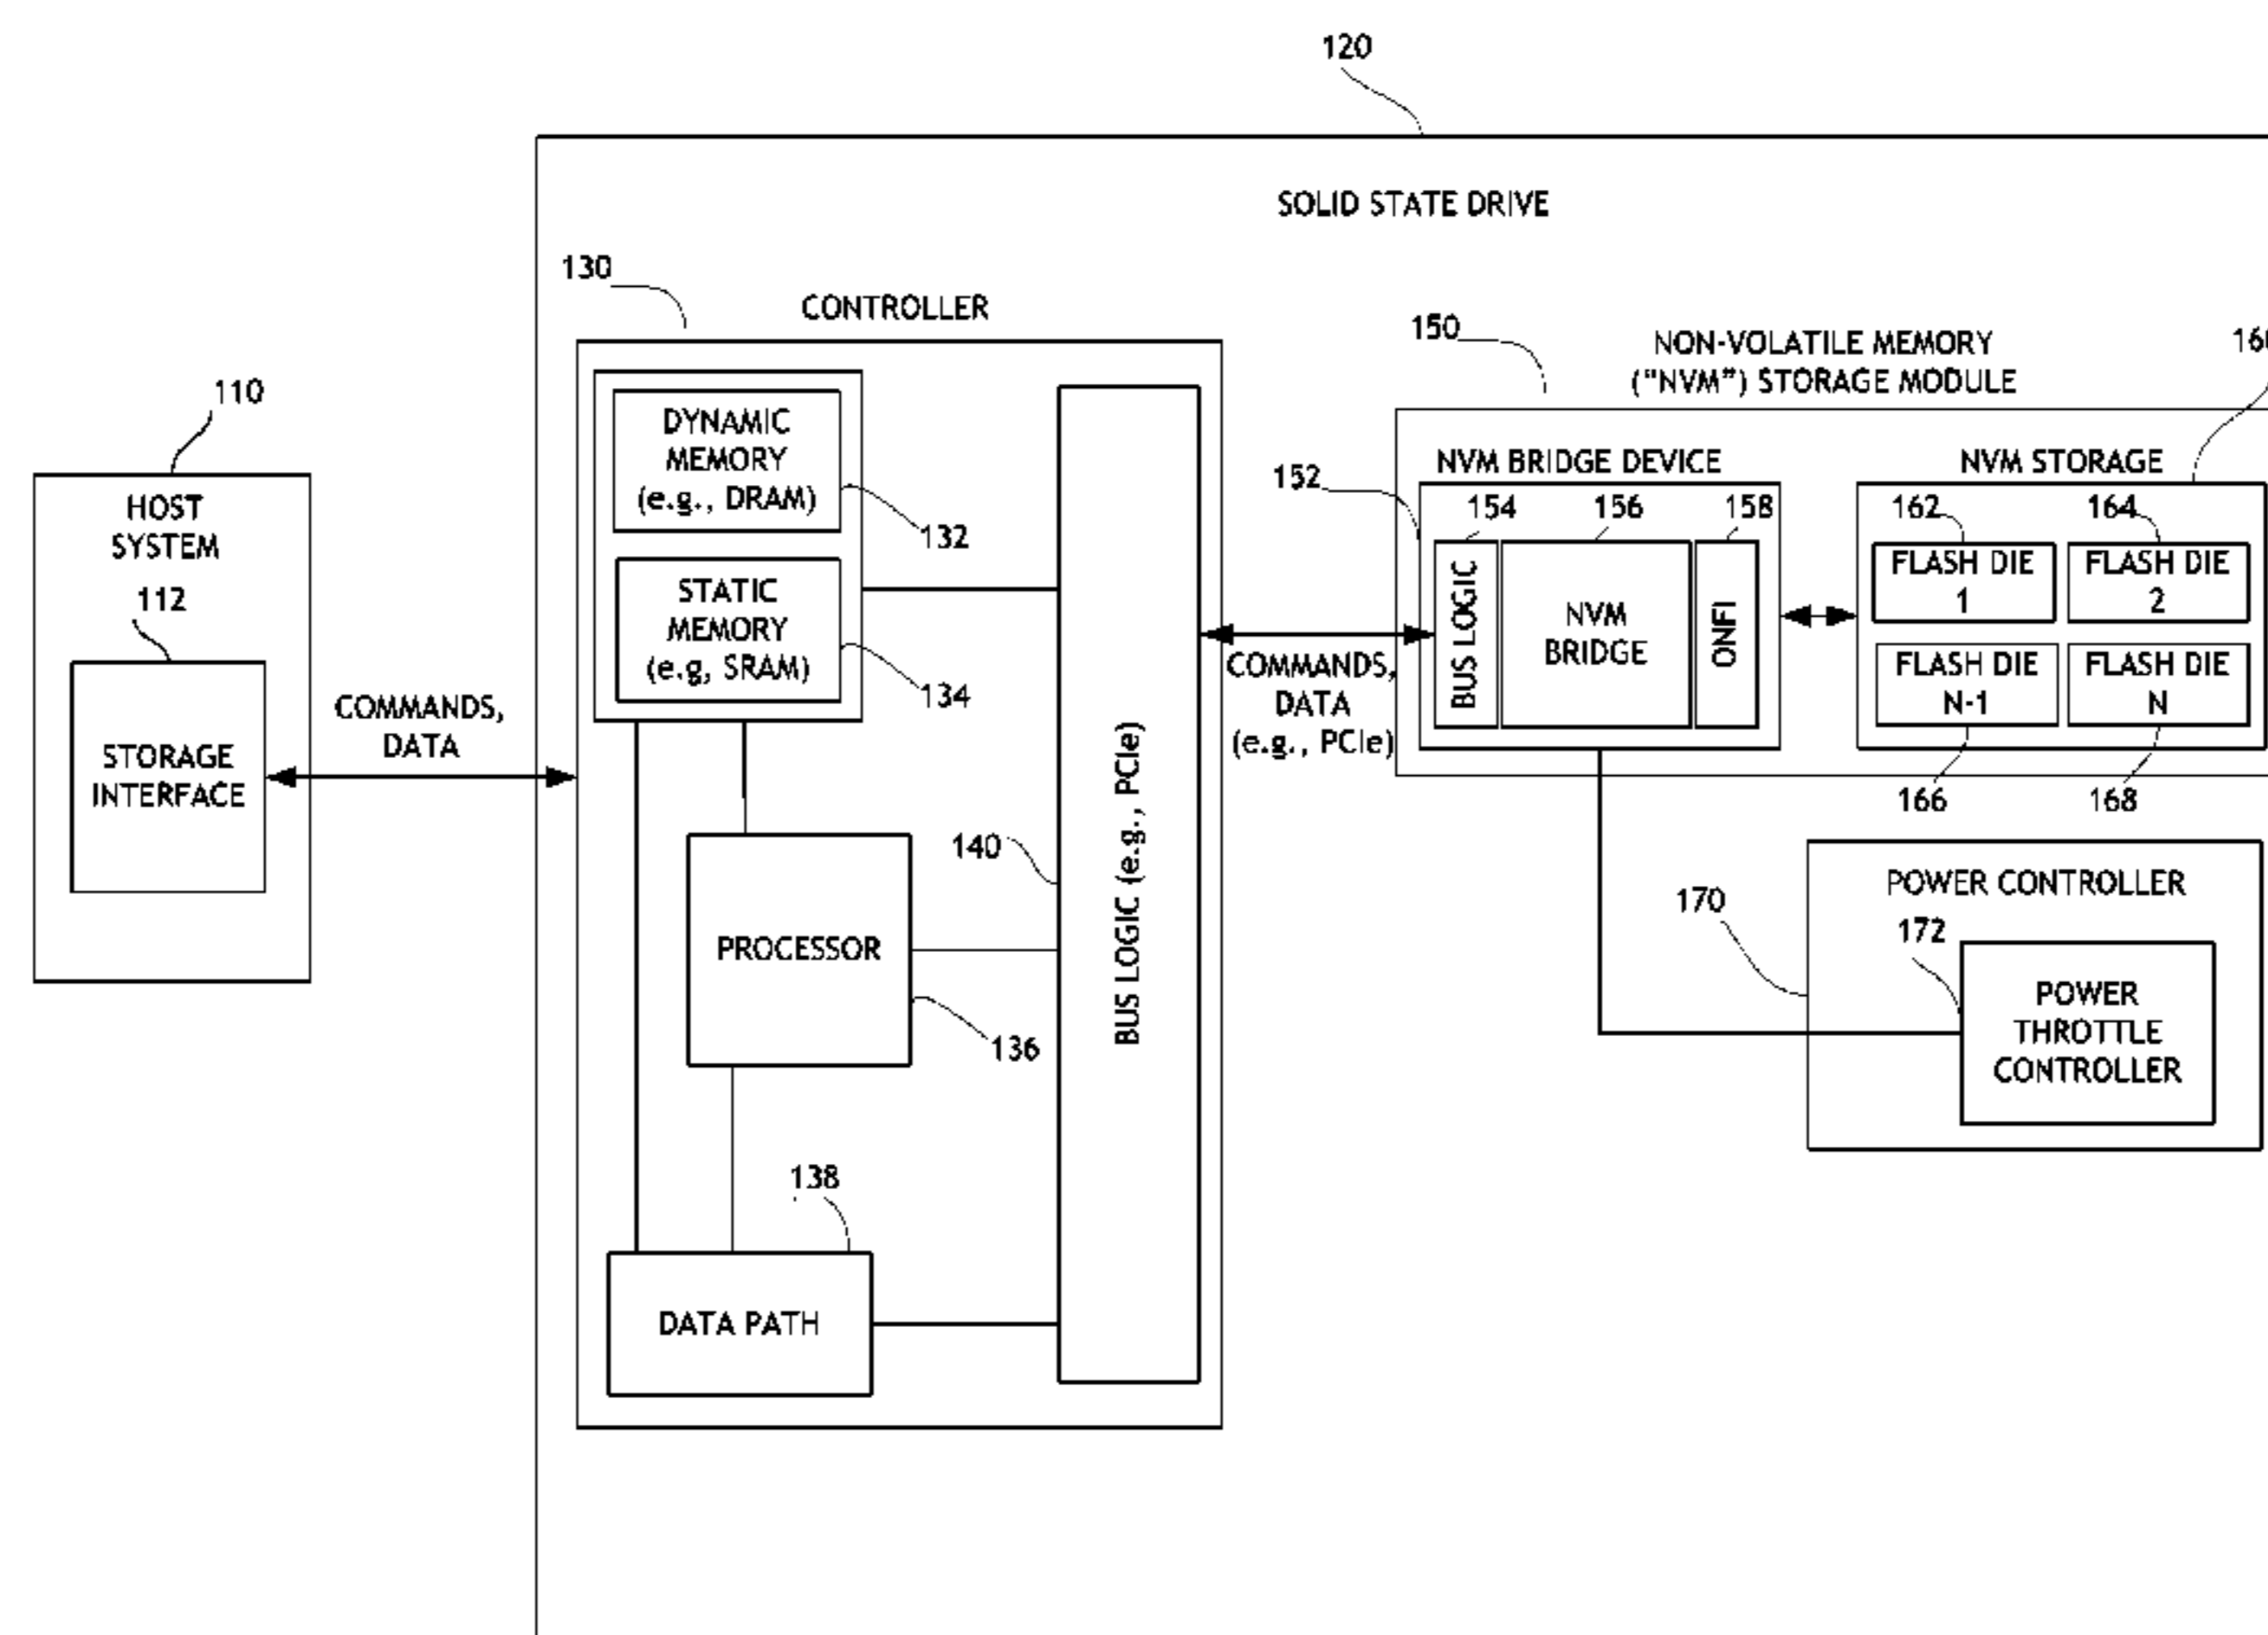 120
SOLID STATE DRIVE
130
CONTROLLER
110
HOST
SYSTEM
112
STORAGE
INTERFACE
COMMANDS,
DATA
DYNAMIC
MEMORY
(e.g., DRAM)
132
STATIC
MEMORY
(e.g, SRAM)
134
PROCESSOR
136
138
DATA PATH
140
BUS LOGIC (e.g., PCIe)
COMMANDS,
DATA
(e.g., PCIe)
150
NON-VOLATILE MEMORY
("NVM") STORAGE MODULE
152
NVM BRIDGE DEVICE
154
156
158
BUS LOGIC
NVM
BRIDGE
ONFI
NVM STORAGE
162
164
FLASH DIE
1
FLASH DIE
2
FLASH DIE
N-1
FLASH DIE
N
166
168
170
POWER CONTROLLER
172
POWER
THROTTLE
CONTROLLER